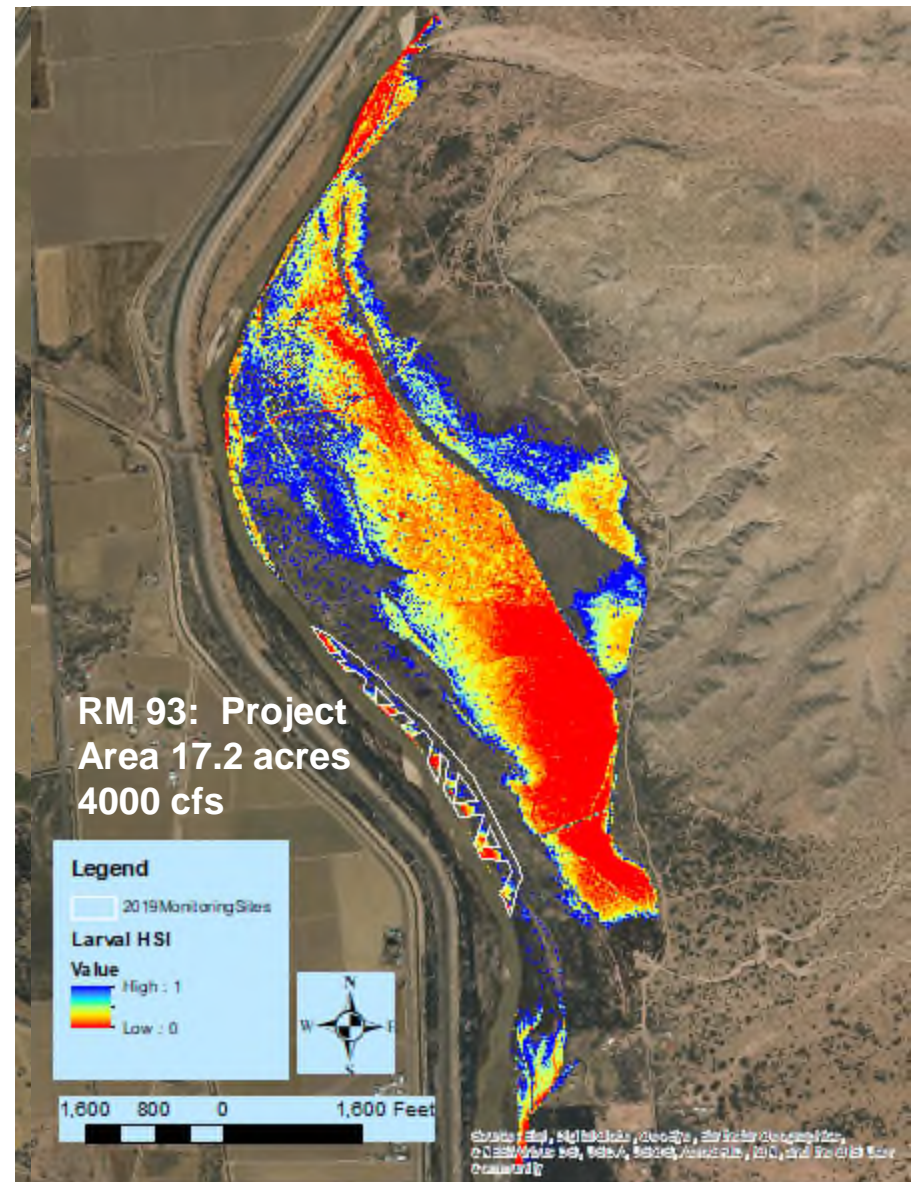 RM 93: Project
Area 17.2 acres
4000 cfs
Legend
2019MonitoringSites
Larval HSI
Value
High : 1
Low : 0
N
W E
S
1,600 800 0 1,600 Feet
Community